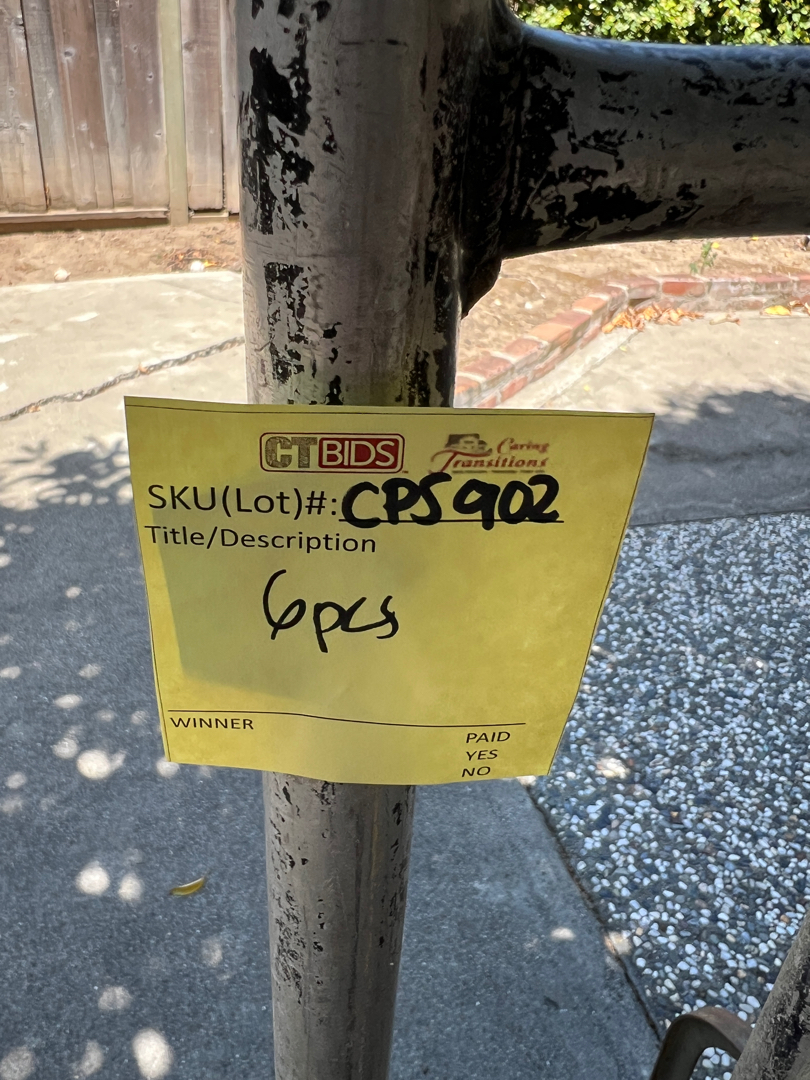 CTBIDS
Caring
Transitions
SKU(Lot)#: CPS902
Title/Description
6pcs
WINNER
PAID
YES
NO